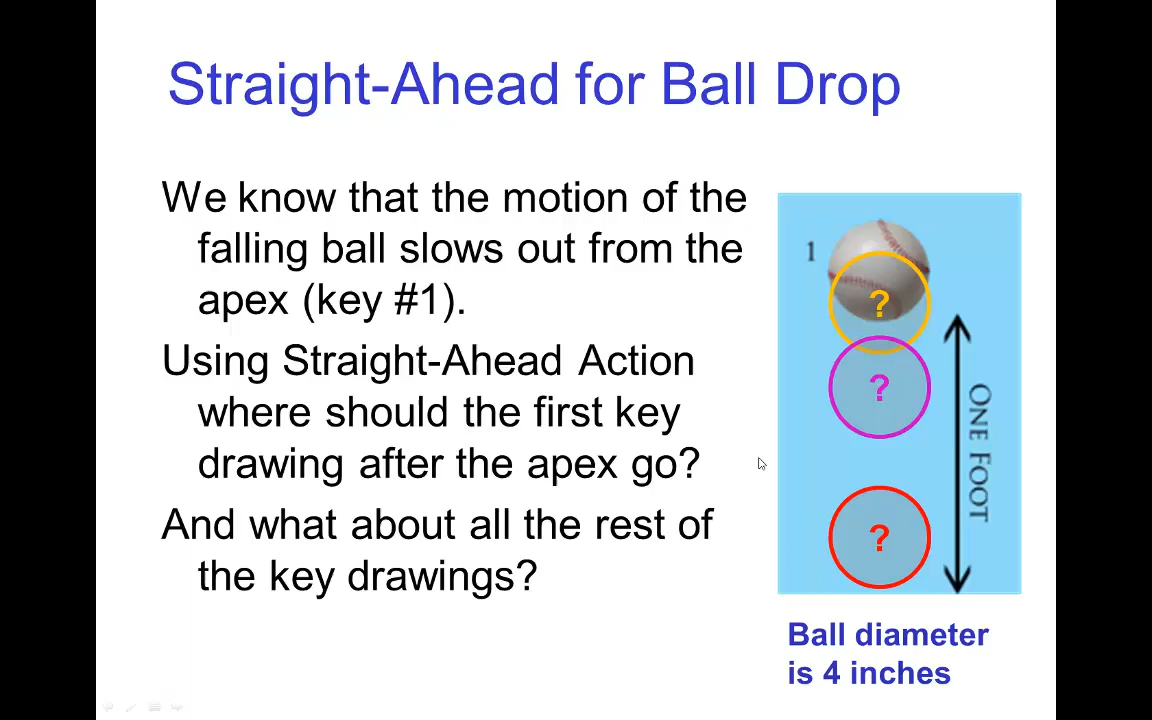 Straight-Ahead for Ball Drop
We know that the motion of the
falling ball slows out from the
apex (key #1).
Using Straight-Ahead Action
where should the first key
drawing after the apex go?
And what about all the rest of
the key drawings?
1
?
?
?
ONE FOOT
Ball diameter
is 4 inches